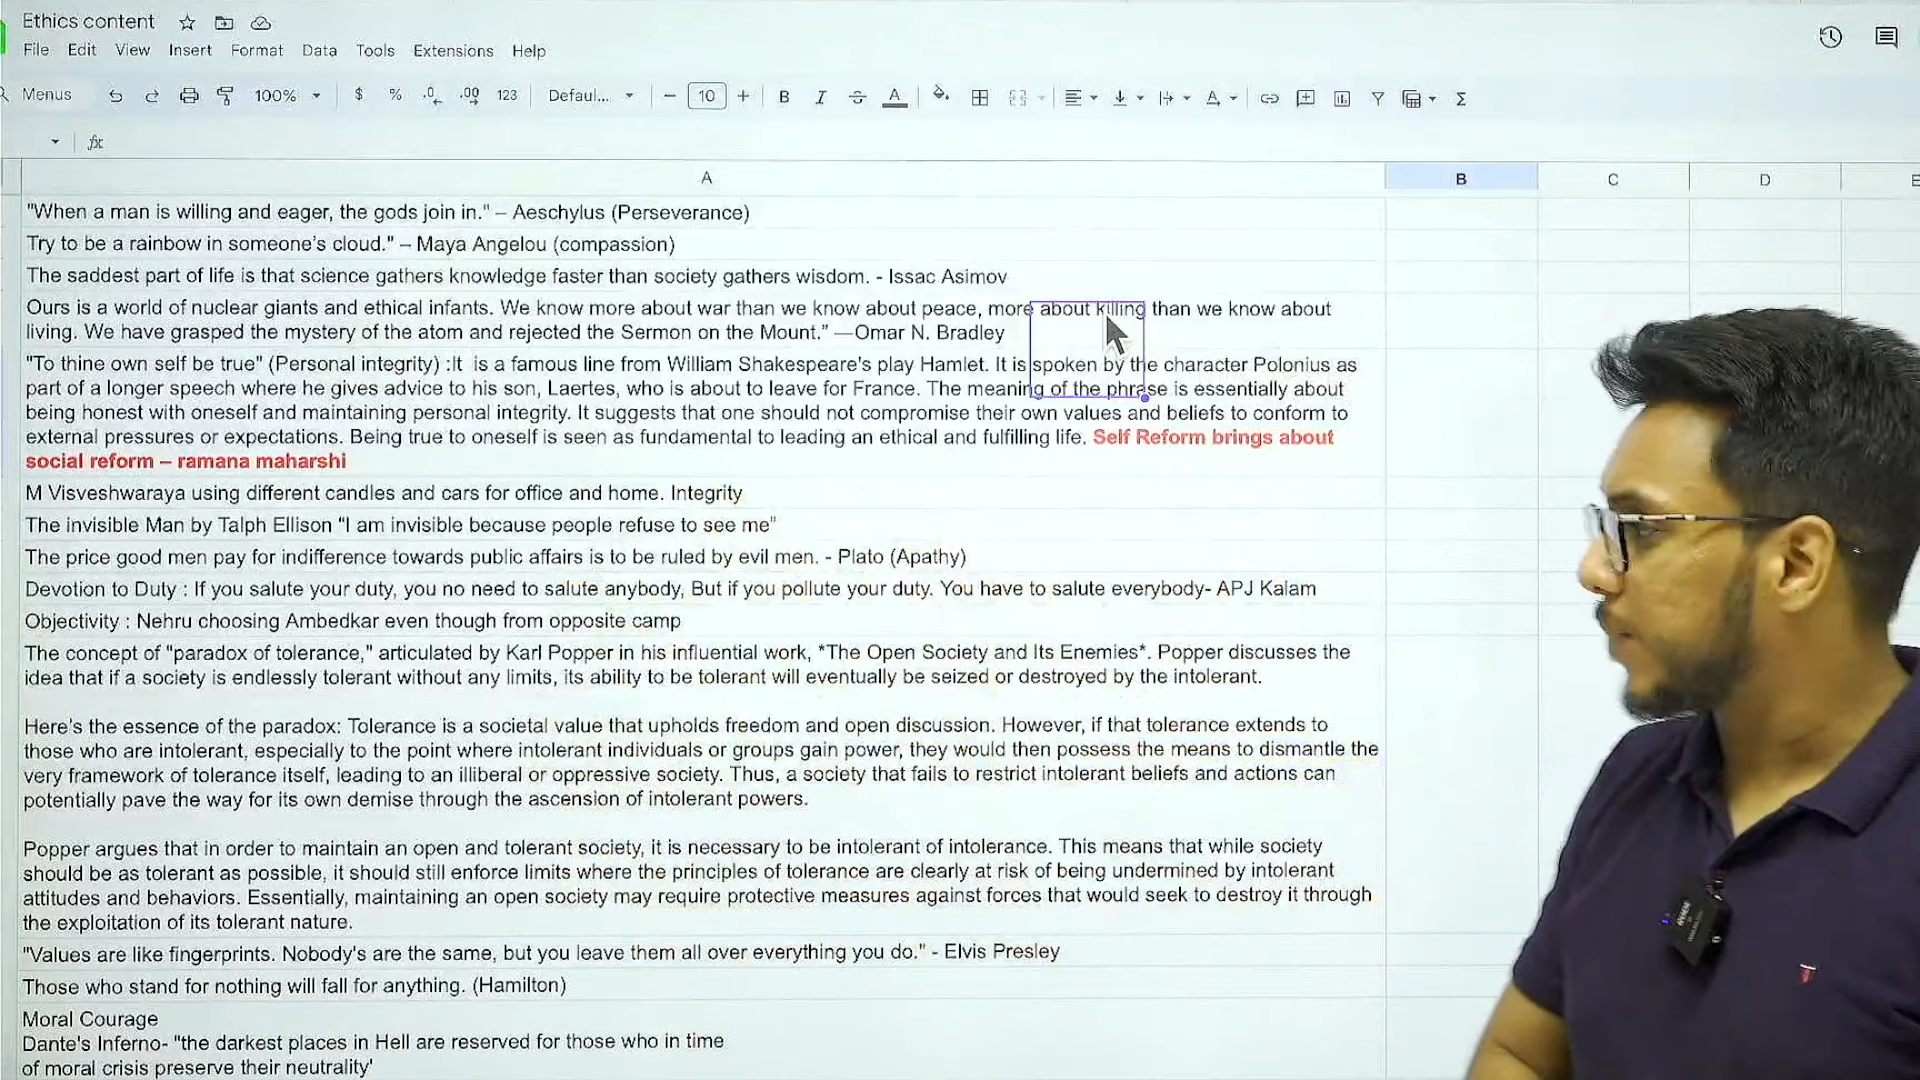 Ethics content
File Edit View Insert Format Data Tools Extensions Help
Menus 100% $ % .0 .00 123 Defaul... − 10 + B I A Σ
fx
A B C D E
"When a man is willing and eager, the gods join in." – Aeschylus (Perseverance)
Try to be a rainbow in someone's cloud." – Maya Angelou (compassion)
The saddest part of life is that science gathers knowledge faster than society gathers wisdom. - Issac Asimov
Ours is a world of nuclear giants and ethical infants. We know more about war than we know about peace, more about killing than we know about
living. We have grasped the mystery of the atom and rejected the Sermon on the Mount." —Omar N. Bradley
"To thine own self be true" (Personal integrity) :It is a famous line from William Shakespeare's play Hamlet. It is spoken by the character Polonius as
part of a longer speech where he gives advice to his son, Laertes, who is about to leave for France. The meaning of the phrase is essentially about
being honest with oneself and maintaining personal integrity. It suggests that one should not compromise their own values and beliefs to conform to
external pressures or expectations. Being true to oneself is seen as fundamental to leading an ethical and fulfilling life. Self Reform brings about
social reform – ramana maharshi
M Visveshwaraya using different candles and cars for office and home. Integrity
The invisible Man by Talph Ellison “I am invisible because people refuse to see me”
The price good men pay for indifference towards public affairs is to be ruled by evil men. - Plato (Apathy)
Devotion to Duty : If you salute your duty, you no need to salute anybody, But if you pollute your duty. You have to salute everybody- APJ Kalam
Objectivity : Nehru choosing Ambedkar even though from opposite camp
The concept of "paradox of tolerance," articulated by Karl Popper in his influential work, *The Open Society and Its Enemies*. Popper discusses the
idea that if a society is endlessly tolerant without any limits, its ability to be tolerant will eventually be seized or destroyed by the intolerant.
Here's the essence of the paradox: Tolerance is a societal value that upholds freedom and open discussion. However, if that tolerance extends to
those who are intolerant, especially to the point where intolerant individuals or groups gain power, they would then possess the means to dismantle the
very framework of tolerance itself, leading to an illiberal or oppressive society. Thus, a society that fails to restrict intolerant beliefs and actions can
potentially pave the way for its own demise through the ascension of intolerant powers.
Popper argues that in order to maintain an open and tolerant society, it is necessary to be intolerant of intolerance. This means that while society
should be as tolerant as possible, it should still enforce limits where the principles of tolerance are clearly at risk of being undermined by intolerant
attitudes and behaviors. Essentially, maintaining an open society may require protective measures against forces that would seek to destroy it through
the exploitation of its tolerant nature.
"Values are like fingerprints. Nobody's are the same, but you leave them all over everything you do." - Elvis Presley
Those who stand for nothing will fall for anything. (Hamilton)
Moral Courage
Dante's Inferno- "the darkest places in Hell are reserved for those who in time
of moral crisis preserve their neutrality'